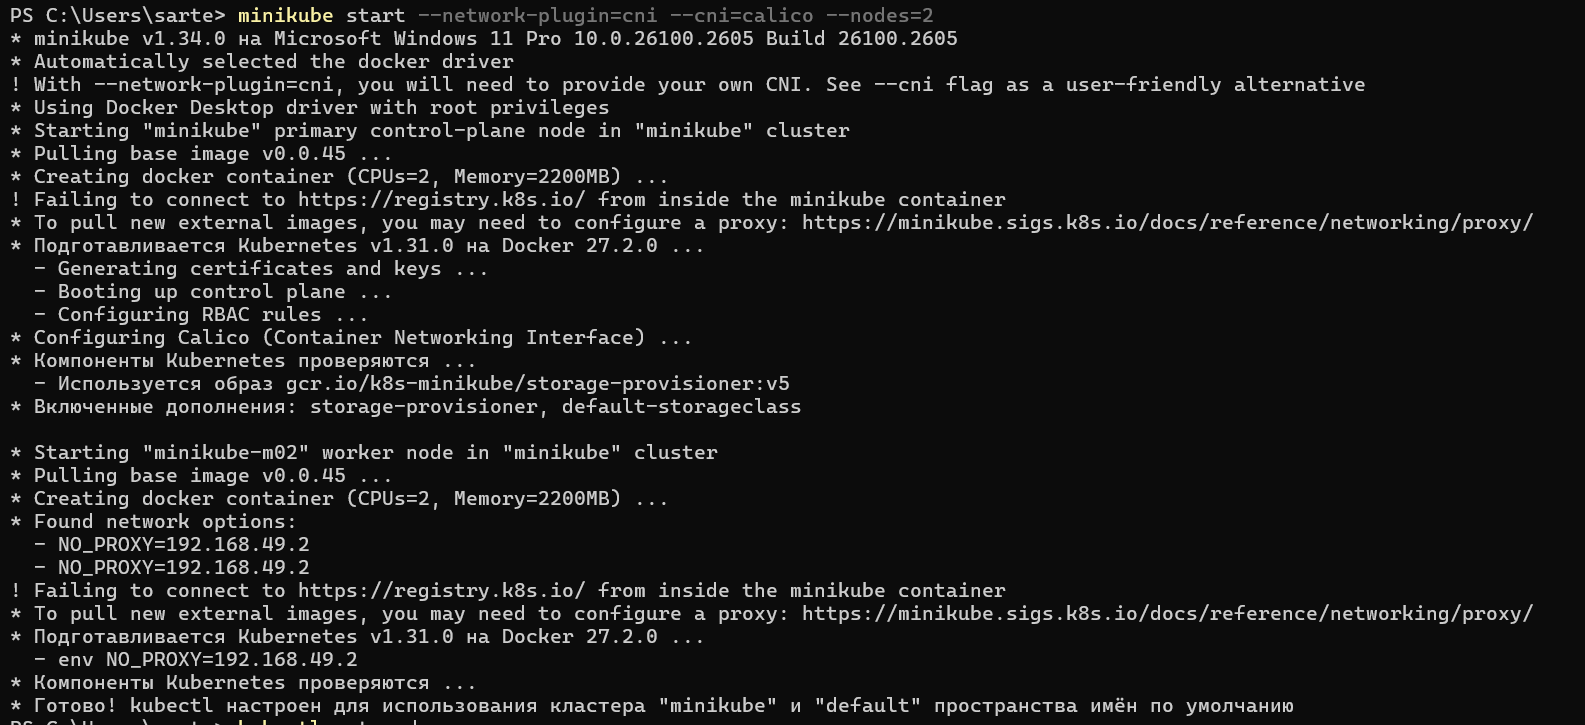 PS C:\Users\sarte> minikube start --network-plugin=cni --cni=calico --nodes=2
* minikube v1.34.0 на Microsoft Windows 11 Pro 10.0.26100.2605 Build 26100.2605
* Automatically selected the docker driver
! With --network-plugin=cni, you will need to provide your own CNI. See --cni flag as a user-friendly alternative
* Using Docker Desktop driver with root privileges
* Starting "minikube" primary control-plane node in "minikube" cluster
* Pulling base image v0.0.45 ...
* Creating docker container (CPUs=2, Memory=2200MB) ...
! Failing to connect to https://registry.k8s.io/ from inside the minikube container
* To pull new external images, you may need to configure a proxy: https://minikube.sigs.k8s.io/docs/reference/networking/proxy/
* Подготавливается Kubernetes v1.31.0 на Docker 27.2.0 ...
  - Generating certificates and keys ...
  - Booting up control plane ...
  - Configuring RBAC rules ...
* Configuring Calico (Container Networking Interface) ...
* Компоненты Kubernetes проверяются ...
  - Используется образ gcr.io/k8s-minikube/storage-provisioner:v5
* Включенные дополнения: storage-provisioner, default-storageclass
* Starting "minikube-m02" worker node in "minikube" cluster
* Pulling base image v0.0.45 ...
* Creating docker container (CPUs=2, Memory=2200MB) ...
* Found network options:
  - NO_PROXY=192.168.49.2
  - NO_PROXY=192.168.49.2
! Failing to connect to https://registry.k8s.io/ from inside the minikube container
* To pull new external images, you may need to configure a proxy: https://minikube.sigs.k8s.io/docs/reference/networking/proxy/
* Подготавливается Kubernetes v1.31.0 на Docker 27.2.0 ...
  - env NO_PROXY=192.168.49.2
* Компоненты Kubernetes проверяются ...
* Готово! kubectl настроен для использования кластера "minikube" и "default" пространства имён по умолчанию